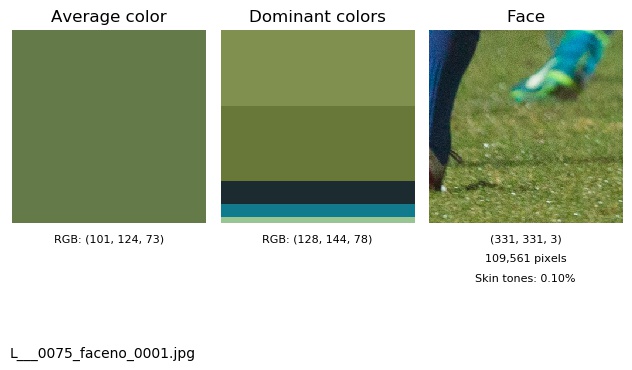 Average color
Dominant colors
Face
RGB: (101, 124, 73)
RGB: (128, 144, 78)
(331, 331, 3)
109,561 pixels
Skin tones: 0.10%
L___0075_faceno_0001.jpg